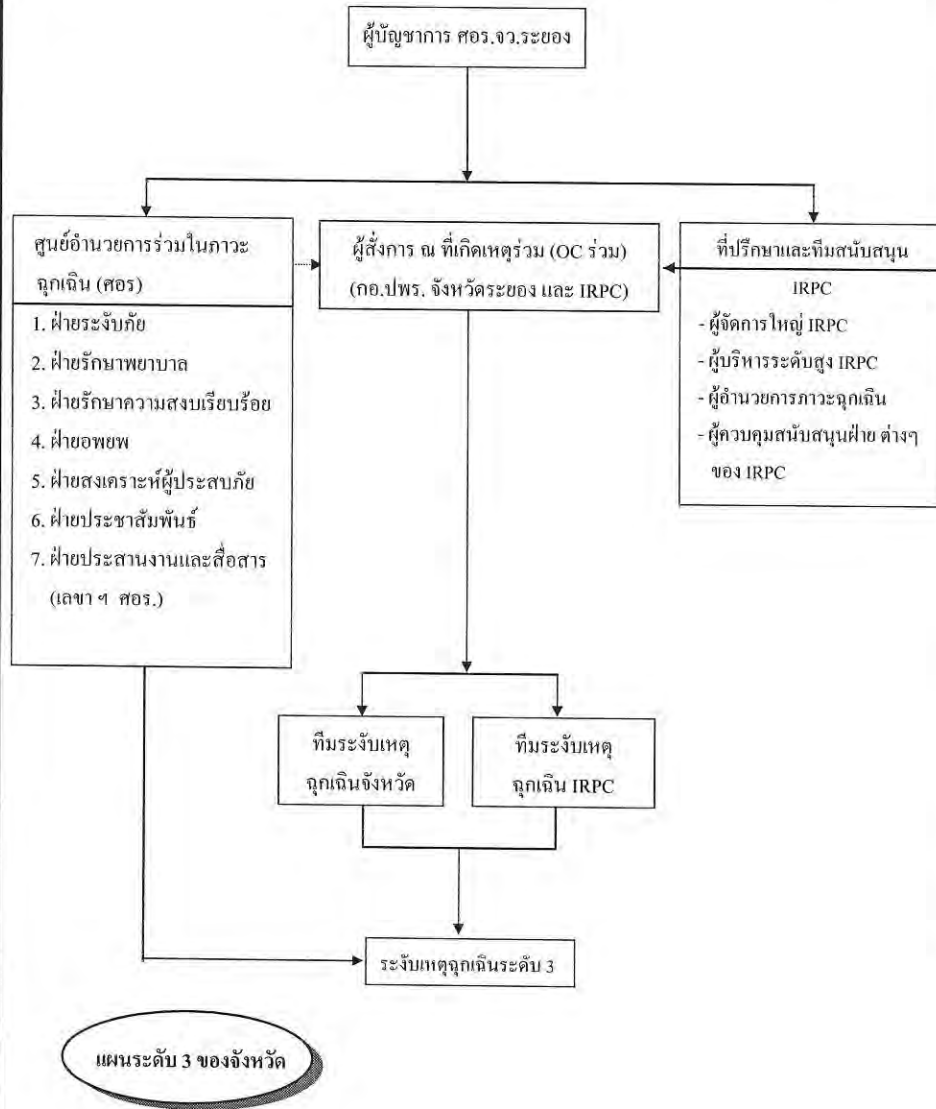 ผู้บัญชาการ ศอร.จว.ระยอง
ศูนย์อำนวยการร่วมในภาวะ
ฉุกเฉิน (ศอร)
1. ฝ่ายระงับภัย
2. ฝ่ายรักษาพยาบาล
3. ฝ่ายรักษาความสงบเรียบร้อย
4. ฝ่ายอพยพ
5. ฝ่ายสงเคราะห์ผู้ประสบภัย
6. ฝ่ายประชาสัมพันธ์
7. ฝ่ายประสานงานและสื่อสาร
(เลขา ฯ ศอร.)
ผู้สั่งการ ณ ที่เกิดเหตุร่วม (OC ร่วม)
(กอ.ปพร. จังหวัดระยอง และ IRPC)
ที่ปรึกษาและทีมสนับสนุน
IRPC
- ผู้จัดการใหญ่ IRPC
- ผู้บริหารระดับสูง IRPC
- ผู้อำนวยการภาวะฉุกเฉิน
- ผู้ควบคุมสนับสนุนฝ่าย ต่างๆ
ของ IRPC
ทีมระงับเหตุ
ฉุกเฉินจังหวัด
ทีมระงับเหตุ
ฉุกเฉิน IRPC
ระงับเหตุฉุกเฉินระดับ 3
แผนระดับ 3 ของจังหวัด